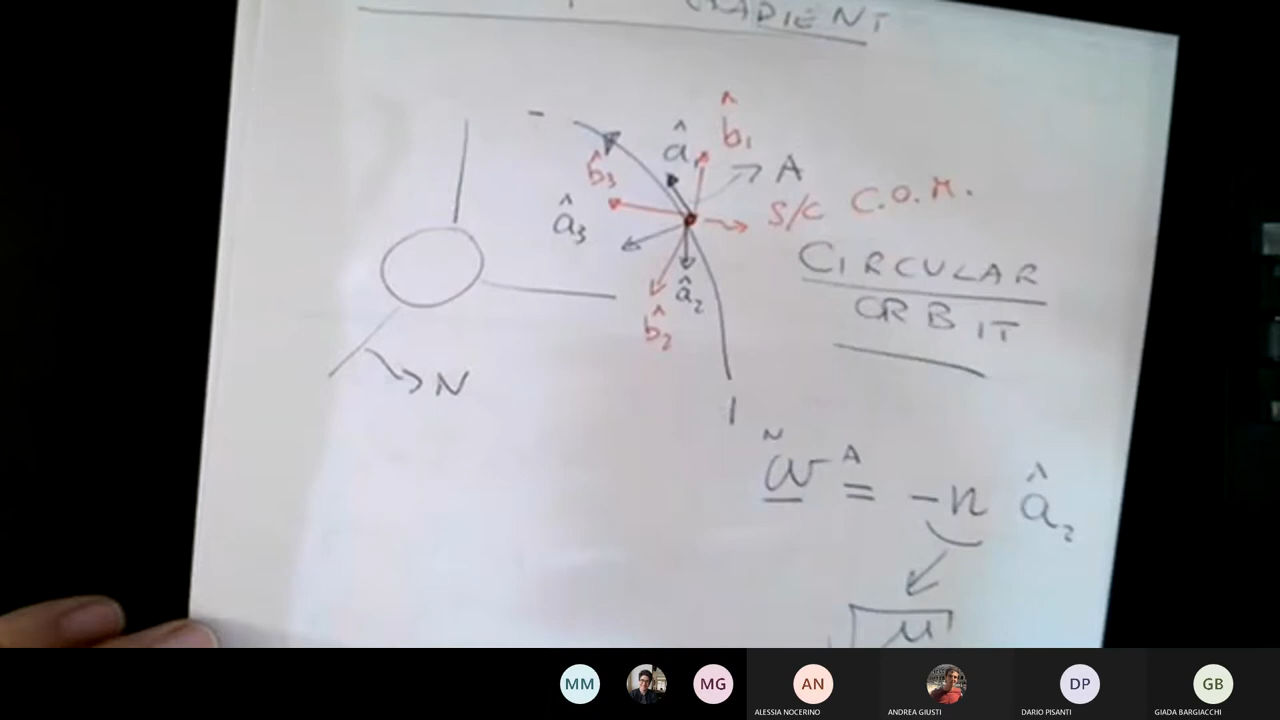 GRADIENT
b̂₁
â₁
A
b̂₃
S/C C.O.M.
â₃
CIRCULAR
ORBIT
â₂
b̂₂
N
ᴺω̲ᴬ = -n â₂
μ
MM
MG
AN
DP
GB
ALESSIA NOCERINO
ANDREA GIUSTI
DARIO PISANTI
GIADA BARGIACCHI